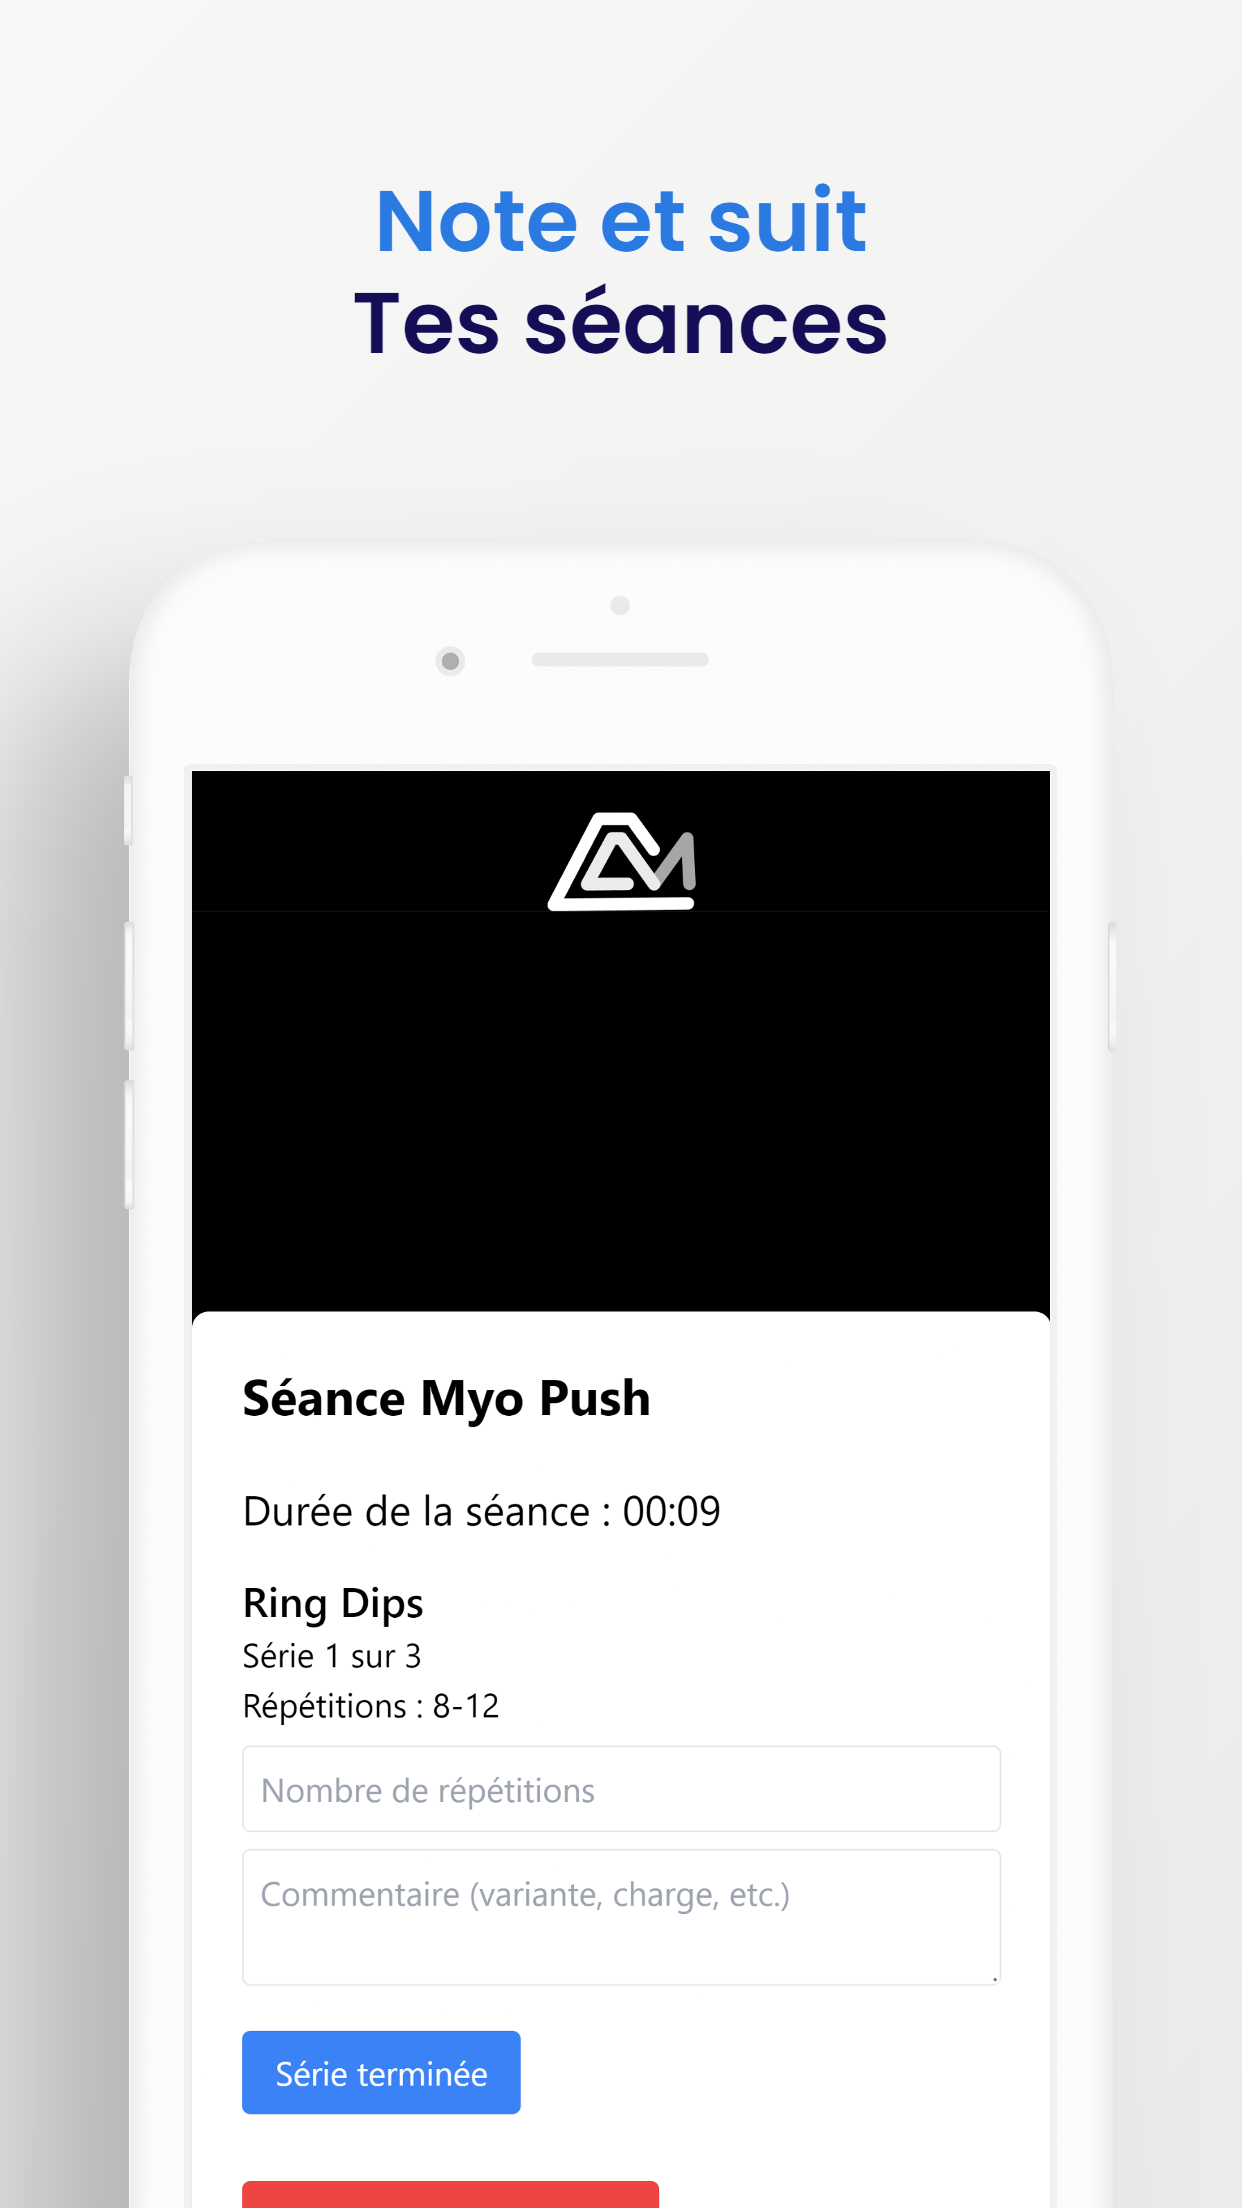 Note et suit
Tes séances
Séance Myo Push
Durée de la séance : 00:09
Ring Dips
Série 1 sur 3
Répétitions : 8-12
Nombre de répétitions
Commentaire (variante, charge, etc.)
Série terminée